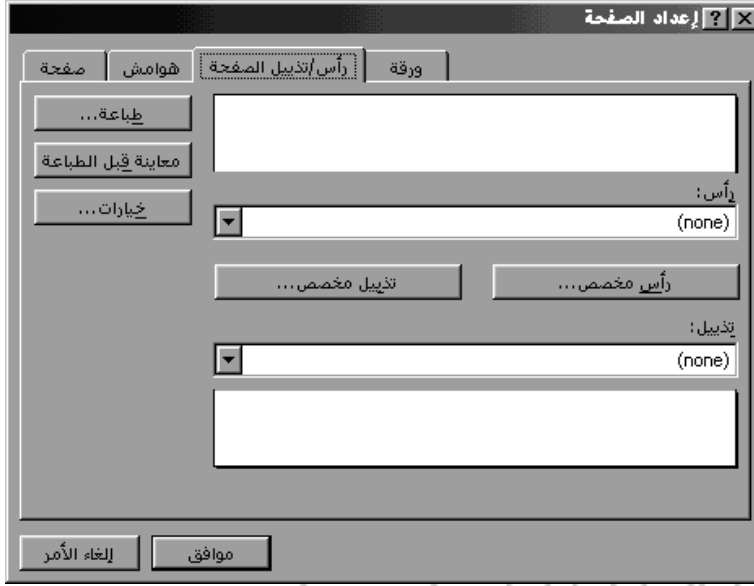 إعداد الصفحة
صفحة
هوامش
رأس/تذييل الصفحة
ورقة
طباعة...
معاينة قبل الطباعة
خيارات...
رأس:
(none)
رأس مخصص...
تذييل مخصص...
تذييل:
(none)
موافق
إلغاء الأمر